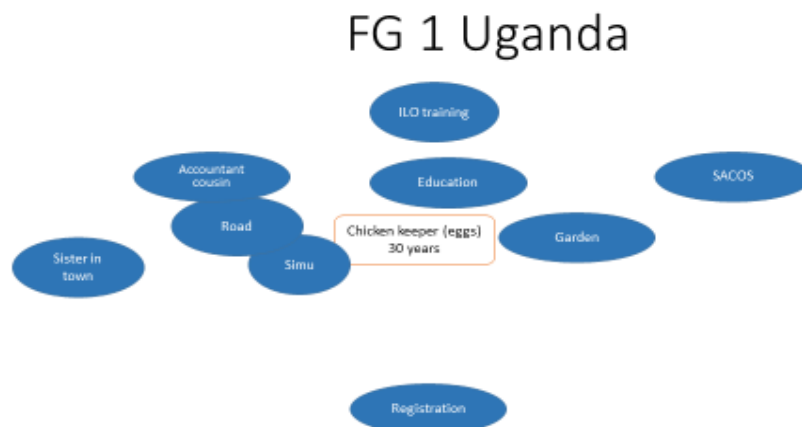 FG 1 Uganda
ILO training
Accountant
cousin
Education
SACOS
Road
Chicken keeper (eggs)
30 years
Garden
Sister in
town
Simu
Registration